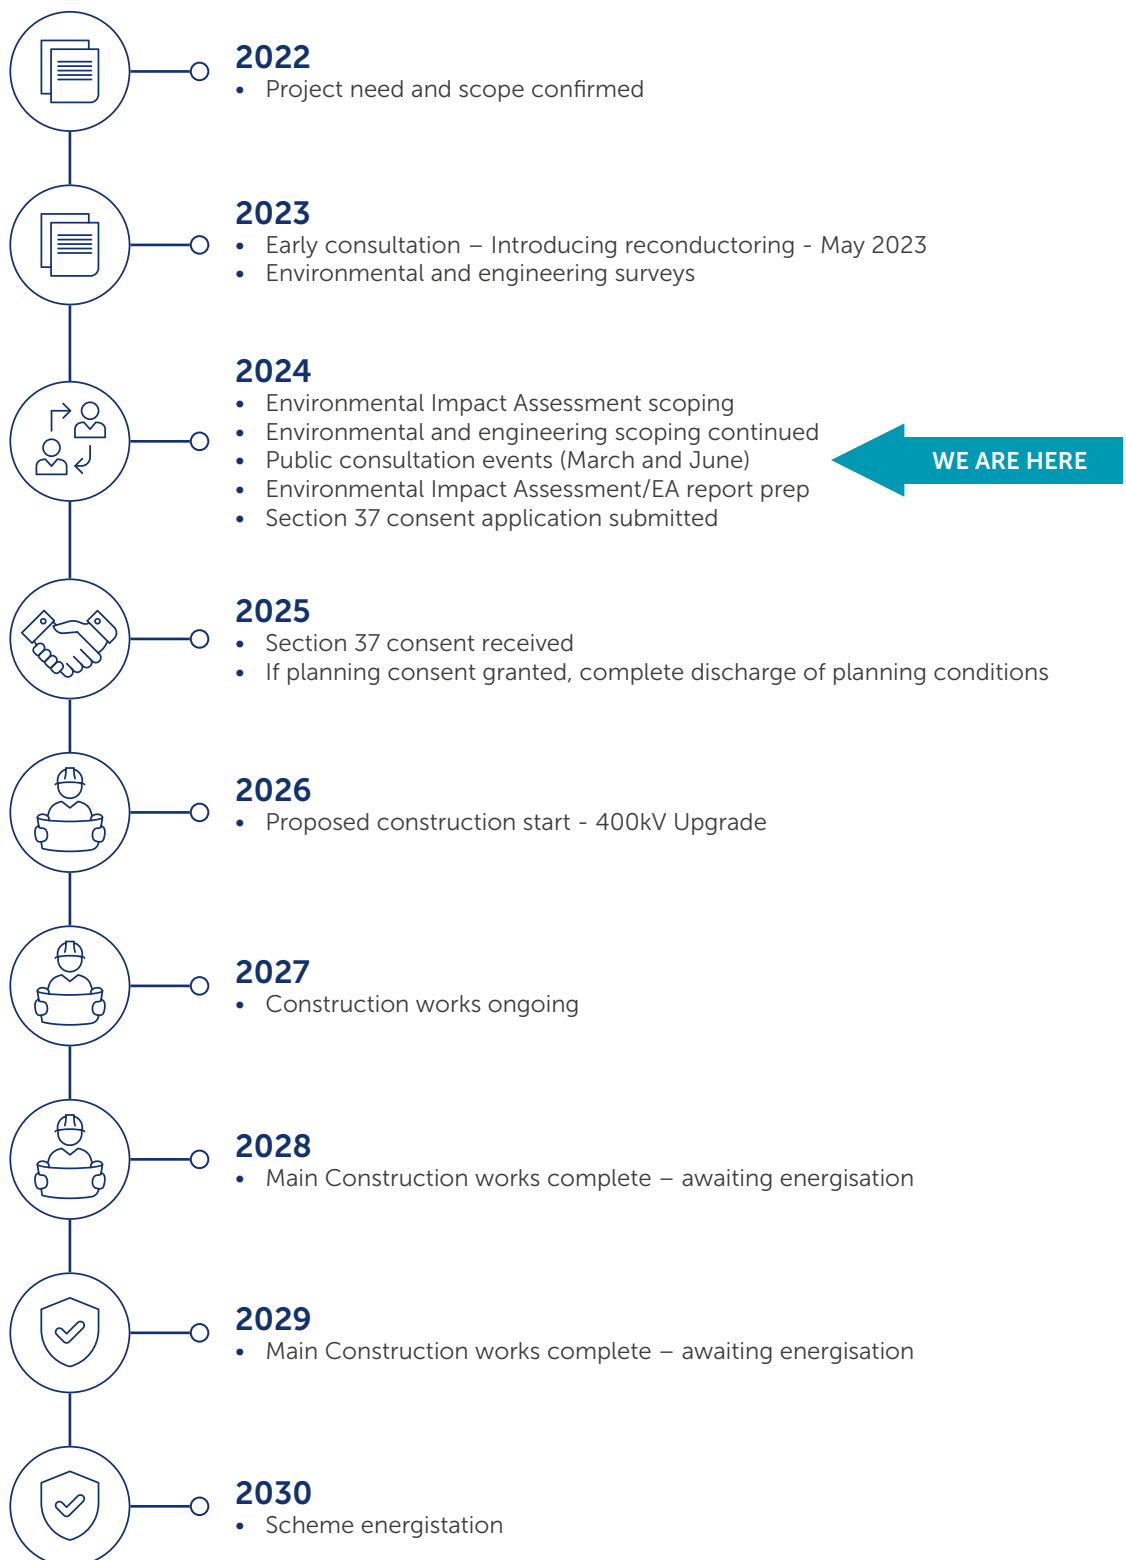 2022
• Project need and scope confirmed
2023
• Early consultation – Introducing reconductoring - May 2023
• Environmental and engineering surveys
2024
• Environmental Impact Assessment scoping
• Environmental and engineering scoping continued
• Public consultation events (March and June)
• Environmental Impact Assessment/EA report prep
• Section 37 consent application submitted
WE ARE HERE
2025
• Section 37 consent received
• If planning consent granted, complete discharge of planning conditions
2026
• Proposed construction start - 400kV Upgrade
2027
• Construction works ongoing
2028
• Main Construction works complete – awaiting energisation
2029
• Main Construction works complete – awaiting energisation
2030
• Scheme energistation